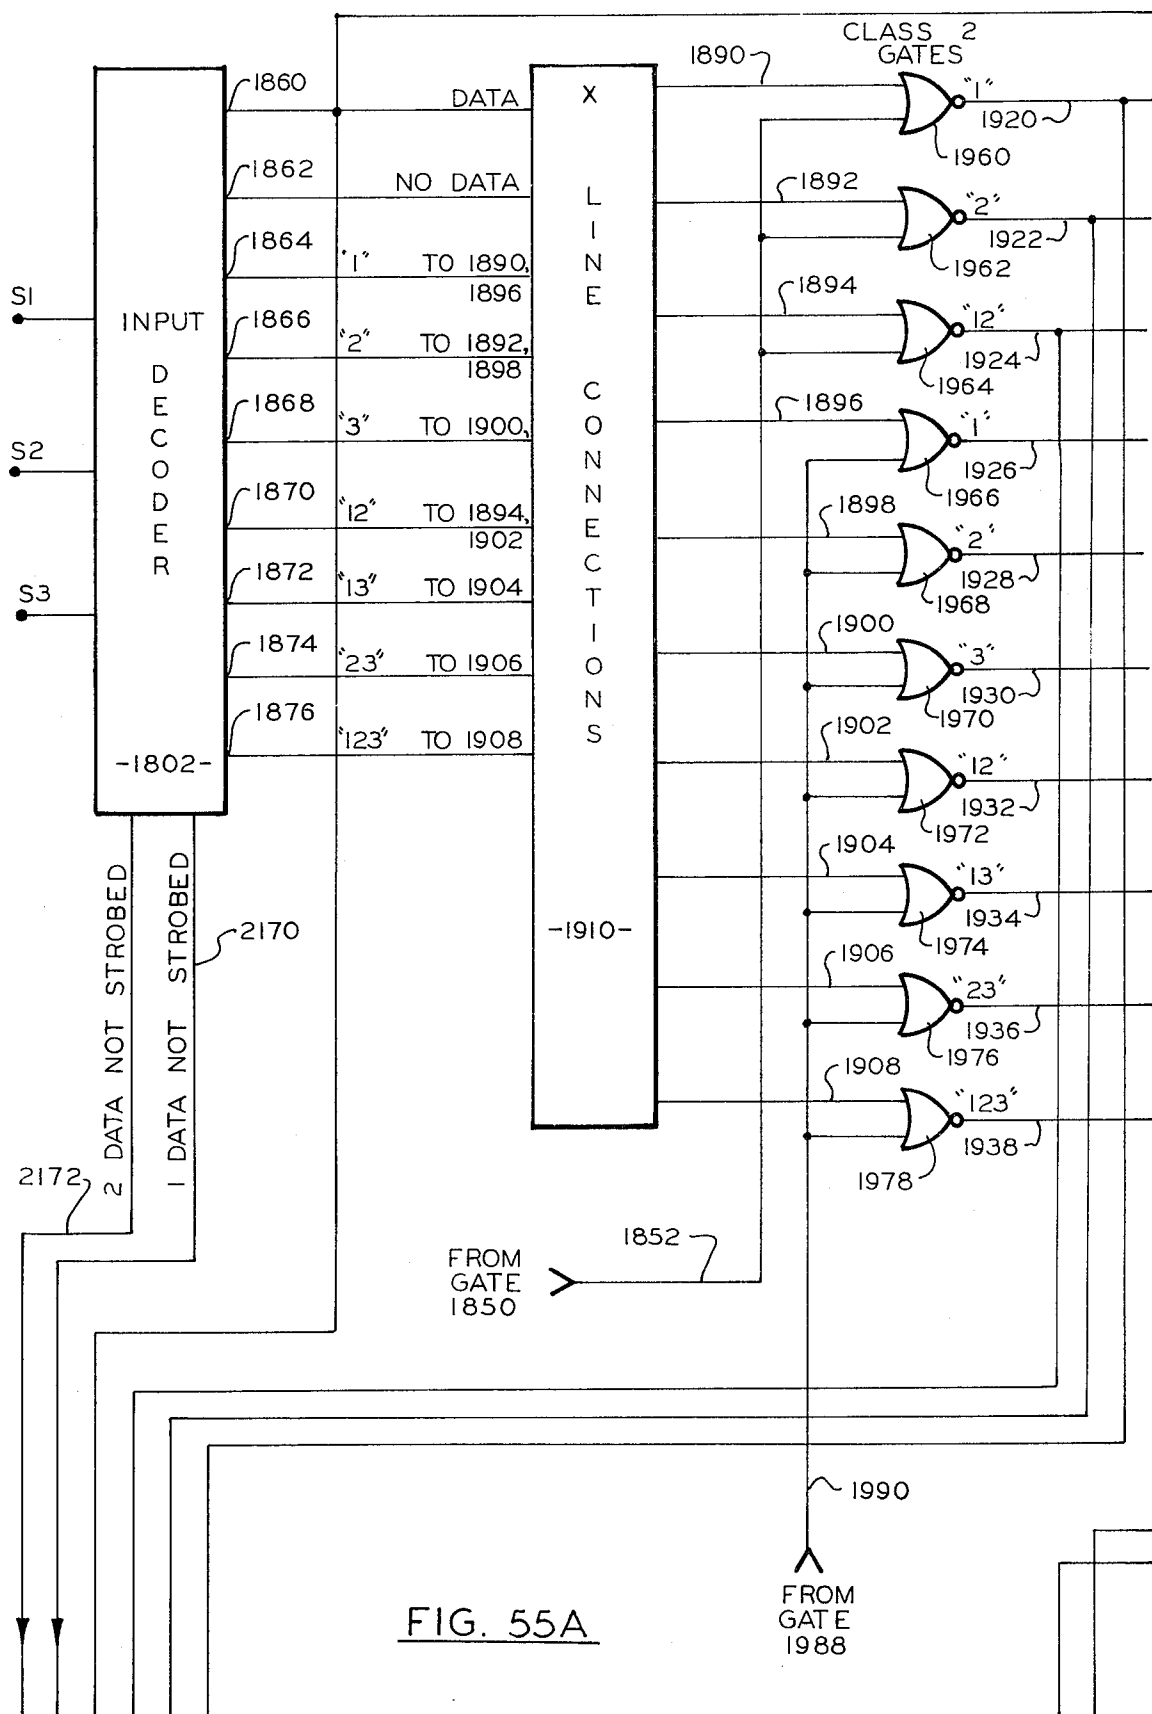 CLASS 2
GATES
1860
DATA
X
1890
"1"
1920
1960
1862
NO DATA
LINE
1892
"2"
1922
1962
1864
"1" TO 1890,
1896
1894
"12"
1924
1964
S1
INPUT
DECODER
1866
"2" TO 1892,
1898
CONNECTIONS
1896
"1"
1926
1966
1868
"3" TO 1900,
S2
1870
"12" TO 1894,
1902
1898
"2"
1928
1968
S3
1872
"13" TO 1904
1900
"3"
1930
1970
1874
"23" TO 1906
1876
"123" TO 1908
1902
"12"
1932
1972
-1802-
1904
"13"
1934
1974
2 DATA NOT STROBED
1 DATA NOT STROBED
2170
-1910-
1906
"23"
1936
1976
1908
"123"
1938
1978
2172
FROM
GATE
1850
1852
1990
FROM
GATE
1988
FIG. 55A